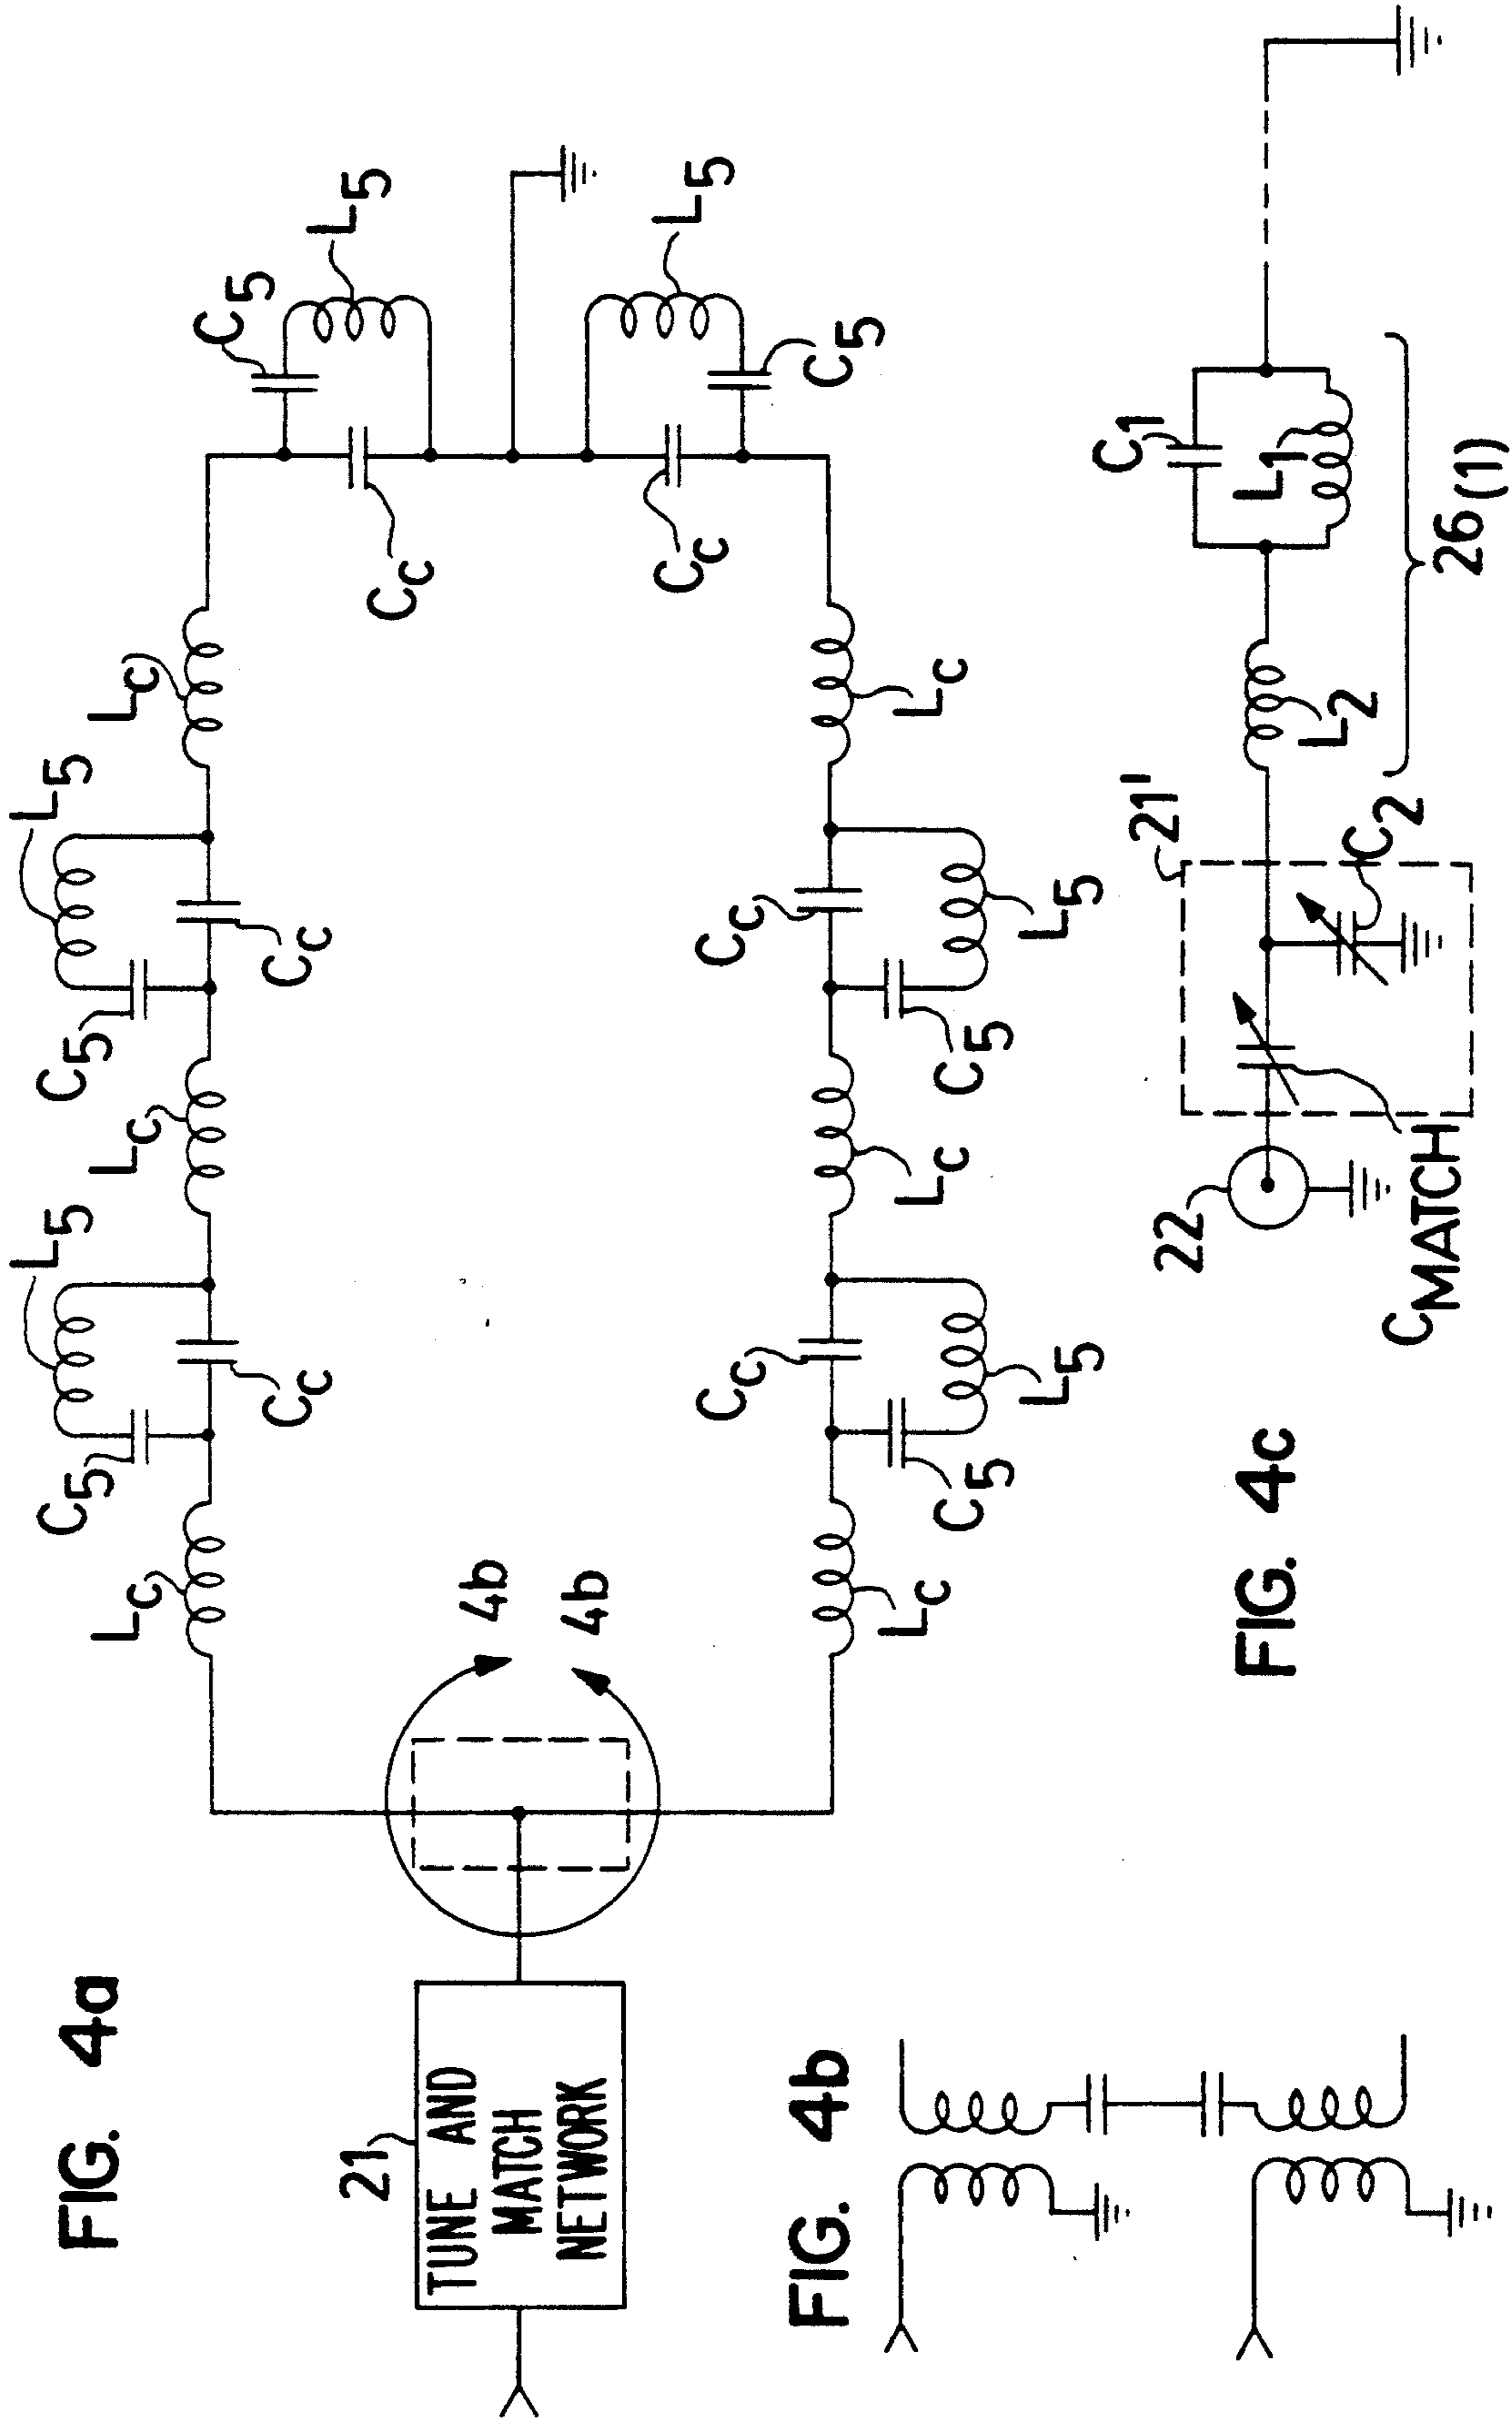 FIG. 4a
L5
L5
C5
C5
Lc
Lc
Lc
Cc
Cc
C5
L5
Cc
Cc
L5
C5
21
TUNE AND
MATCH
NETWORK
4b
4b
Cc
Cc
Lc
Lc
Lc
C5
L5
C5
L5
FIG. 4b
FIG. 4c
22
CMATCH
21'
C2
L2
C1
L1
26(1)